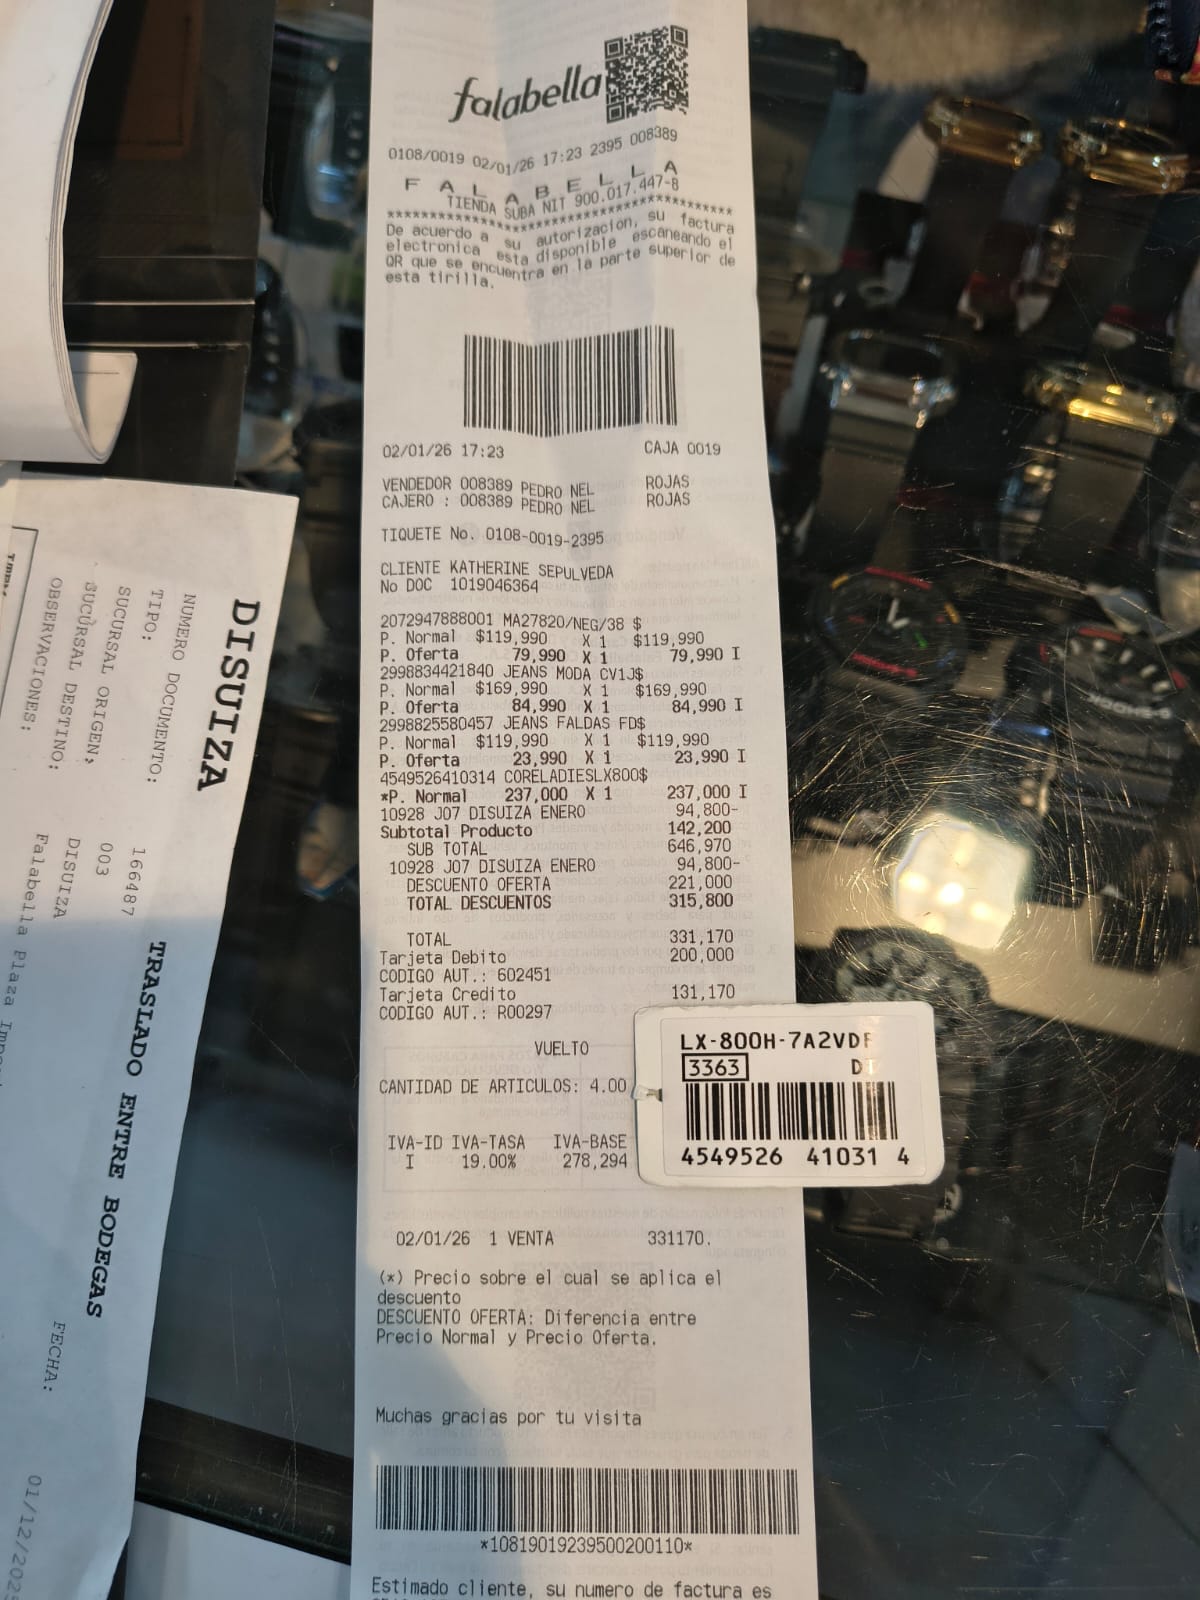 falabella
0108/0019 02/01/26 17:23 2395 008389
F A L A B E L L A
TIENDA SUBA NIT 900.017.447-8
************************************
De acuerdo a su autorizacion, su factura
electronica esta disponible escaneando el
QR que se encuentra en la parte superior de
esta tirilla.
02/01/26 17:23 CAJA 0019
VENDEDOR 008389 PEDRO NEL ROJAS
CAJERO : 008389 PEDRO NEL ROJAS
TIQUETE No. 0108-0019-2395
CLIENTE KATHERINE SEPULVEDA
No DOC 1019046364
2072947888001 MA27820/NEG/38 $
P. Normal $119,990 X 1 $119,990
P. Oferta 79,990 X 1 79,990 I
2998834421840 JEANS MODA CV1J$
P. Normal $169,990 X 1 $169,990
P. Oferta 84,990 X 1 84,990 I
2998825580457 JEANS FALDAS FD$
P. Normal $119,990 X 1 $119,990
P. Oferta 23,990 X 1 23,990 I
4549526410314 CORELADIESLX800$
*P. Normal 237,000 X 1 237,000 I
10928 J07 DISUIZA ENERO 94,800-
Subtotal Producto 142,200
SUB TOTAL 646,970
10928 J07 DISUIZA ENERO 94,800-
DESCUENTO OFERTA 221,000
TOTAL DESCUENTOS 315,800
TOTAL 331,170
Tarjeta Debito 200,000
CODIGO AUT.: 602451
Tarjeta Credito 131,170
CODIGO AUT.: R00297
VUELTO
CANTIDAD DE ARTICULOS: 4.00
IVA-ID IVA-TASA IVA-BASE
I 19.00% 278,294
02/01/26 1 VENTA 331170.
(*) Precio sobre el cual se aplica el
descuento
DESCUENTO OFERTA: Diferencia entre
Precio Normal y Precio Oferta.
Muchas gracias por tu visita
*10819019239500200110*
Estimado cliente, su numero de factura es
LX-800H-7A2VDF
3363
4549526 41031 4
DISUIZA
NUMERO DOCUMENTO: 166487
TIPO: 003
SUCURSAL ORIGEN: DISUIZA
SUCURSAL DESTINO: Falabella Plaza
OBSERVACIONES:
TRASLADO ENTRE BODEGAS
FECHA: 01/12/202